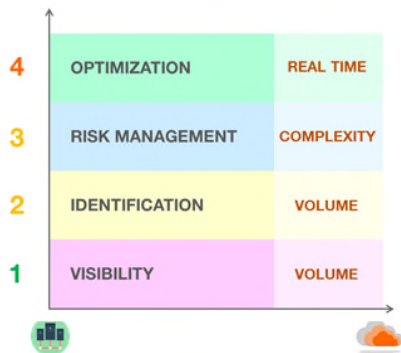 4 OPTIMIZATION REAL TIME
3 RISK MANAGEMENT COMPLEXITY
2 IDENTIFICATION VOLUME
1 VISIBILITY VOLUME